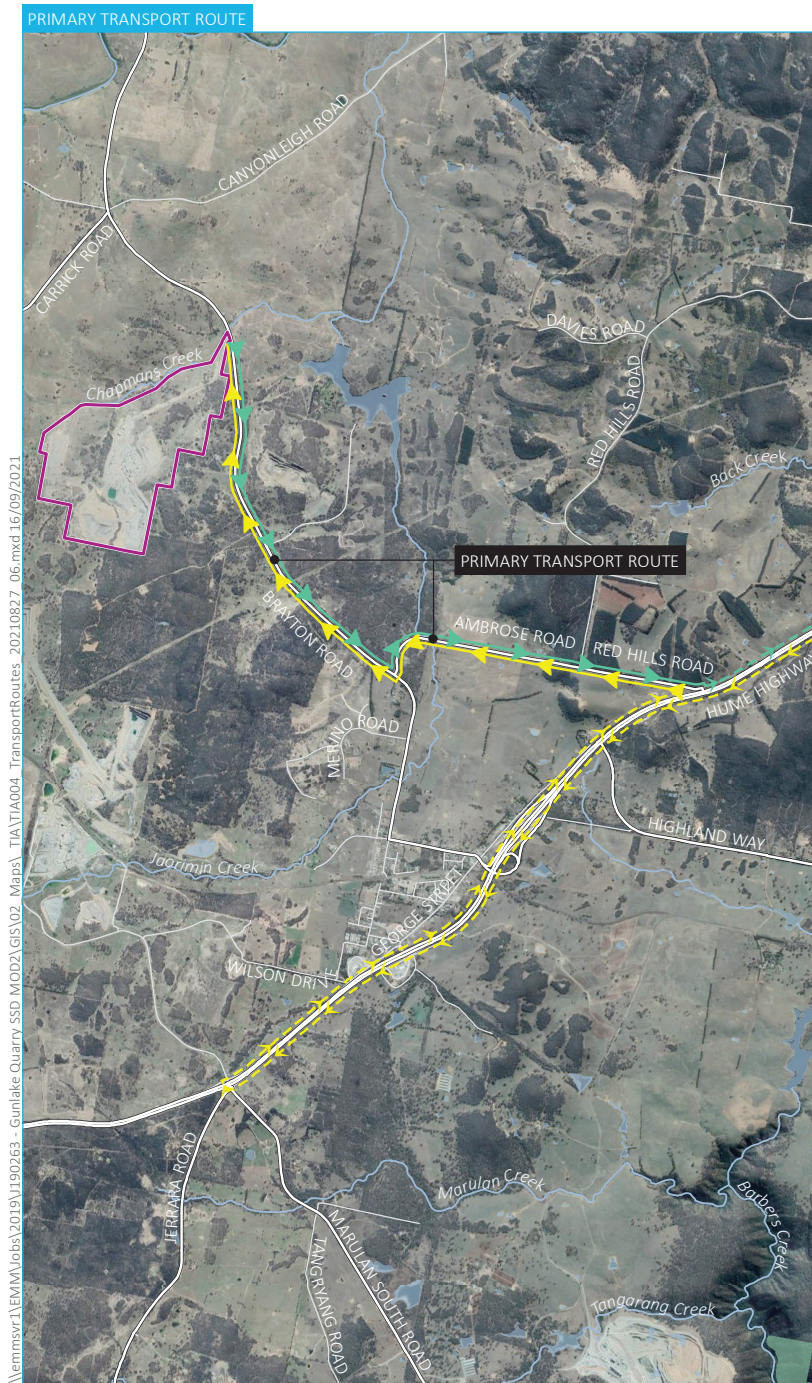 PRIMARY TRANSPORT ROUTE
CANYONLEIGH ROAD
CARRICK ROAD
Chapmans Creek
DAVIES ROAD
RED HILLS ROAD
Back Creek
PRIMARY TRANSPORT ROUTE
BRAYTON ROAD
AMBROSE ROAD
RED HILLS ROAD
HUME HIGHWAY
MERINO ROAD
HIGHLAND WAY
Jaorimin Creek
GEORGE STREET
WILSON DRIVE
JERRARA ROAD
Marulan Creek
MARULAN SOUTH ROAD
TANGRYANG ROAD
Barbers Creek
Tangarang Creek
\\emmsvr1\EMM\Jobs\2019\J190263 - Gunlake Quarry SSD MOD2\GIS\02_Maps\_TIA\TIA004_TransportRoutes_20210827_06.mxd 16/09/2021